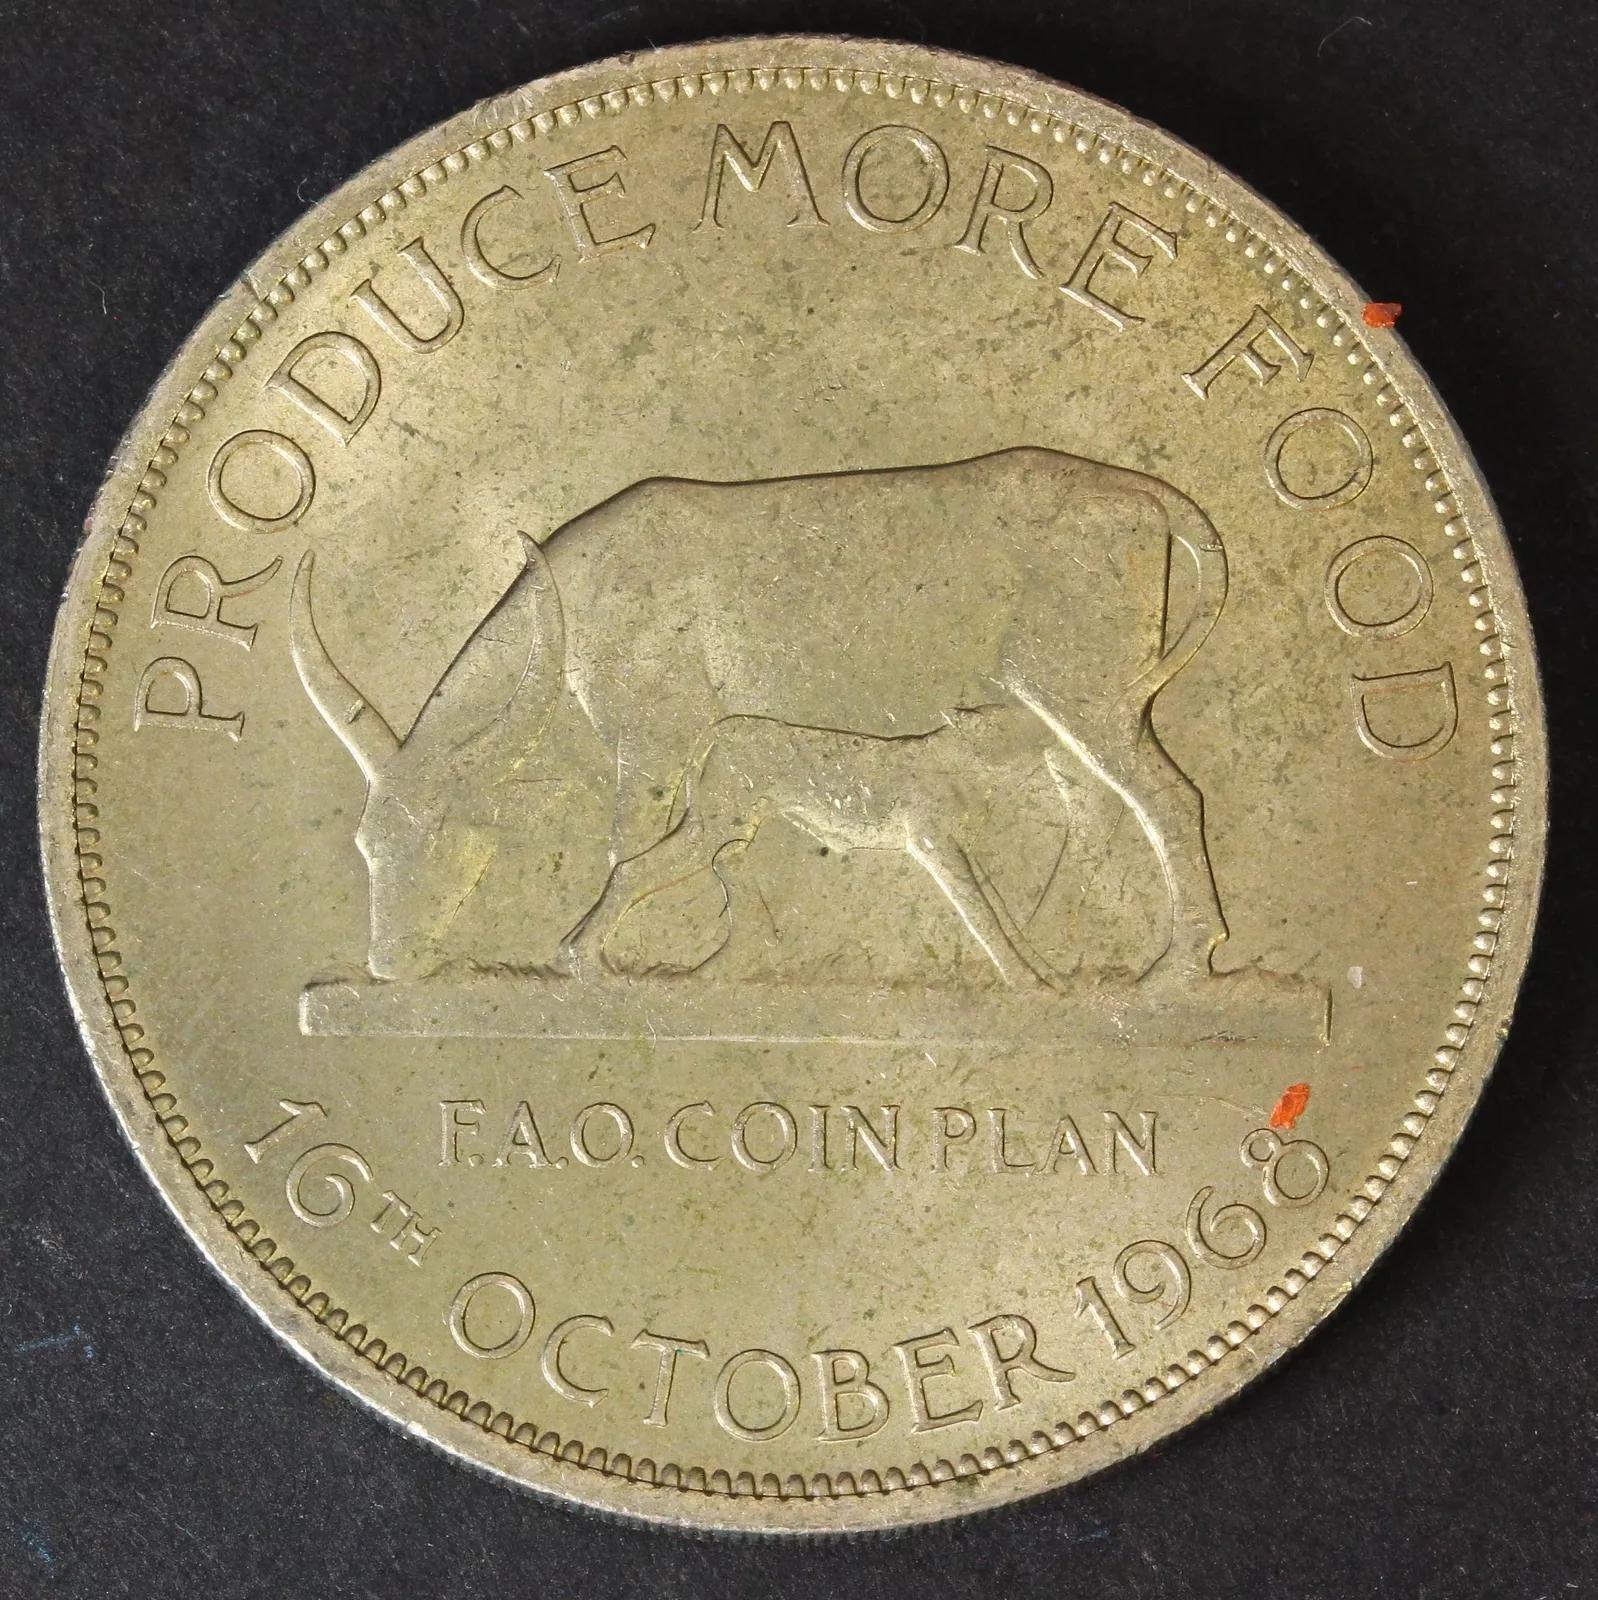 PRODUCE MORE FOOD
F.A.O. COIN PLAN
16TH OCTOBER 1968